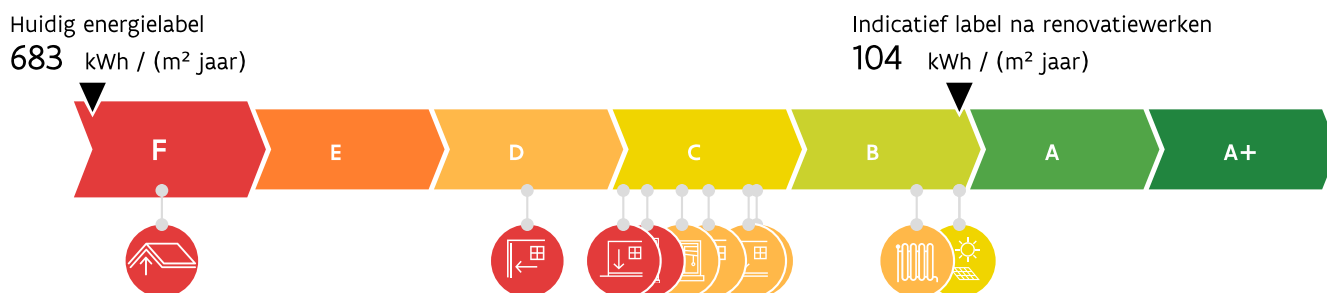 Huidig energielabel
683 kWh / (m² jaar)
Indicatief label na renovatiewerken
104 kWh / (m² jaar)
F E D C B A A+